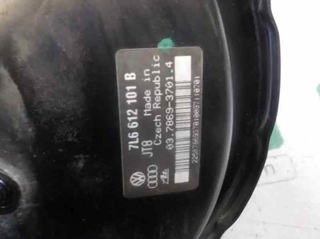 7L6 612 101 B
JT8
Made in
Czech Republic
03.7869-3701.4